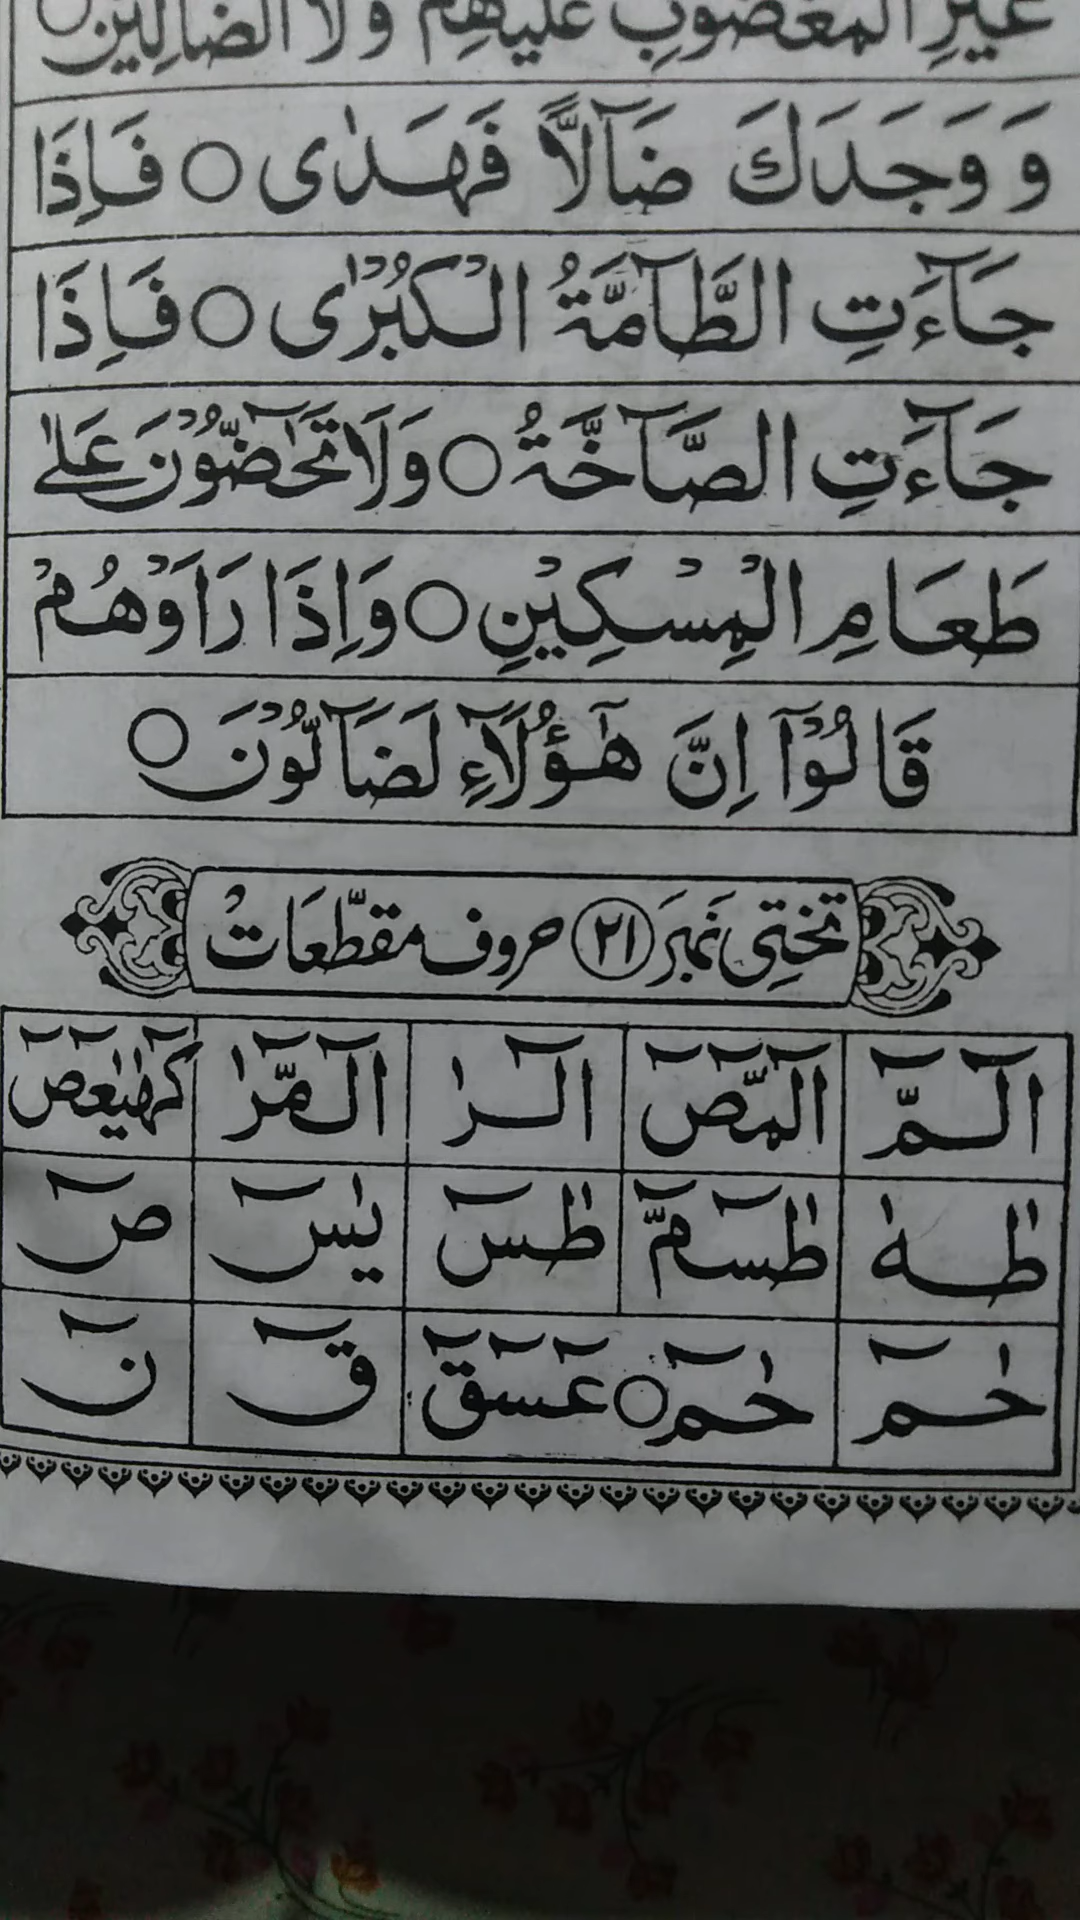 غَيْرِ الْمَغْضُوبِ عَلَيْهِمْ وَلَا الضَّآلِّيْنَ ○
وَ وَجَدَكَ ضَآلًّا فَهَدٰى ○ فَاِذَا
جَآءَتِ الطَّآمَّةُ الْكُبْرٰى ○ فَاِذَا
جَآءَتِ الصَّآخَّةُ ○ وَلَا تَحٰٓضُّوْنَ عَلٰى
طَعَامِ الْمِسْكِيْنِ ○ وَاِذَا رَاَوْهُمْ
قَالُوْٓا اِنَّ هٰٓؤُلَآءِ لَضَآلُّوْنَ ○
تختی نمبر ۲۱ حروف مقطّعات
الٓمّٓ الٓمّٓصٓ الٓرٰ الٓمّٓرٰ كٓهٰيٰعٓصٓ
طٰهٰ طٰسٓمّٓ طٰسٓ يٰسٓ صٓ
حٰمٓ حٰمٓ ○ عٓسٓقٓ قٓ نٓ